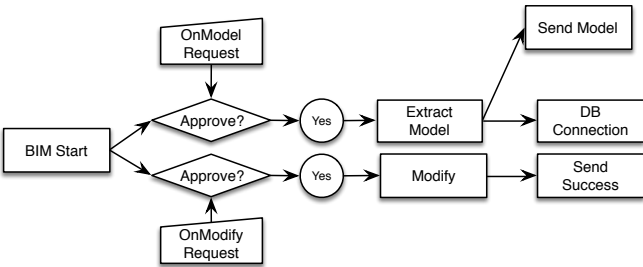 OnModel
Request
Send Model
Approve?
Yes
Extract
Model
DB
Connection
BIM Start
Approve?
Yes
Modify
Send
Success
OnModify
Request